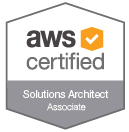 aws
certified
Solutions Architect
Associate